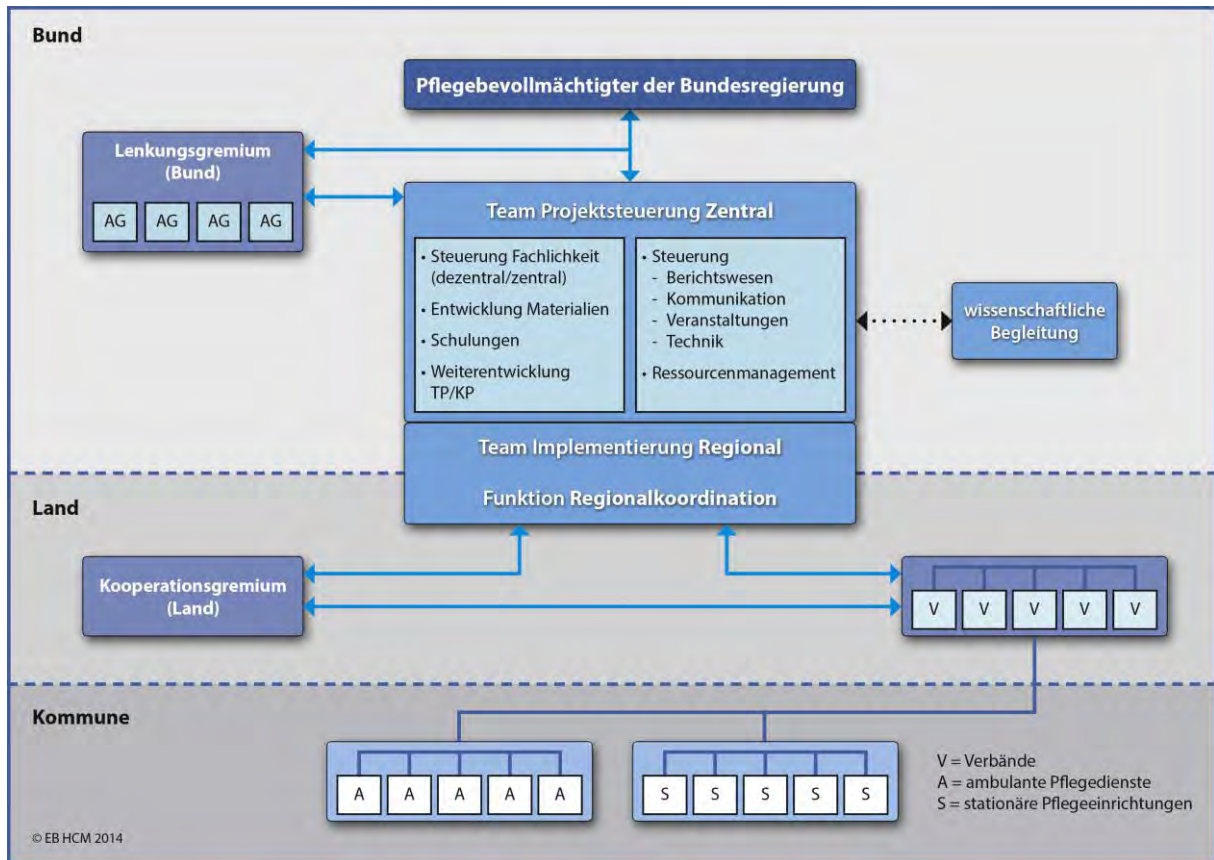 Bund
Pflegebevollmächtigter der Bundesregierung
Lenkungsgremium
(Bund)
AG AG AG AG
Team Projektsteuerung Zentral
• Steuerung Fachlichkeit
(dezentral/zentral)
• Entwicklung Materialien
• Schulungen
• Weiterentwicklung
TP/KP
• Steuerung
- Berichtswesen
- Kommunikation
- Veranstaltungen
- Technik
• Ressourcenmanagement
wissenschaftliche
Begleitung
Team Implementierung Regional
Funktion Regionalkoordination
Land
Kooperationsgremium
(Land)
V V V V V
Kommune
A A A A A
S S S S S
V = Verbände
A = ambulante Pflegedienste
S = stationäre Pflegeeinrichtungen
© EB HCM 2014